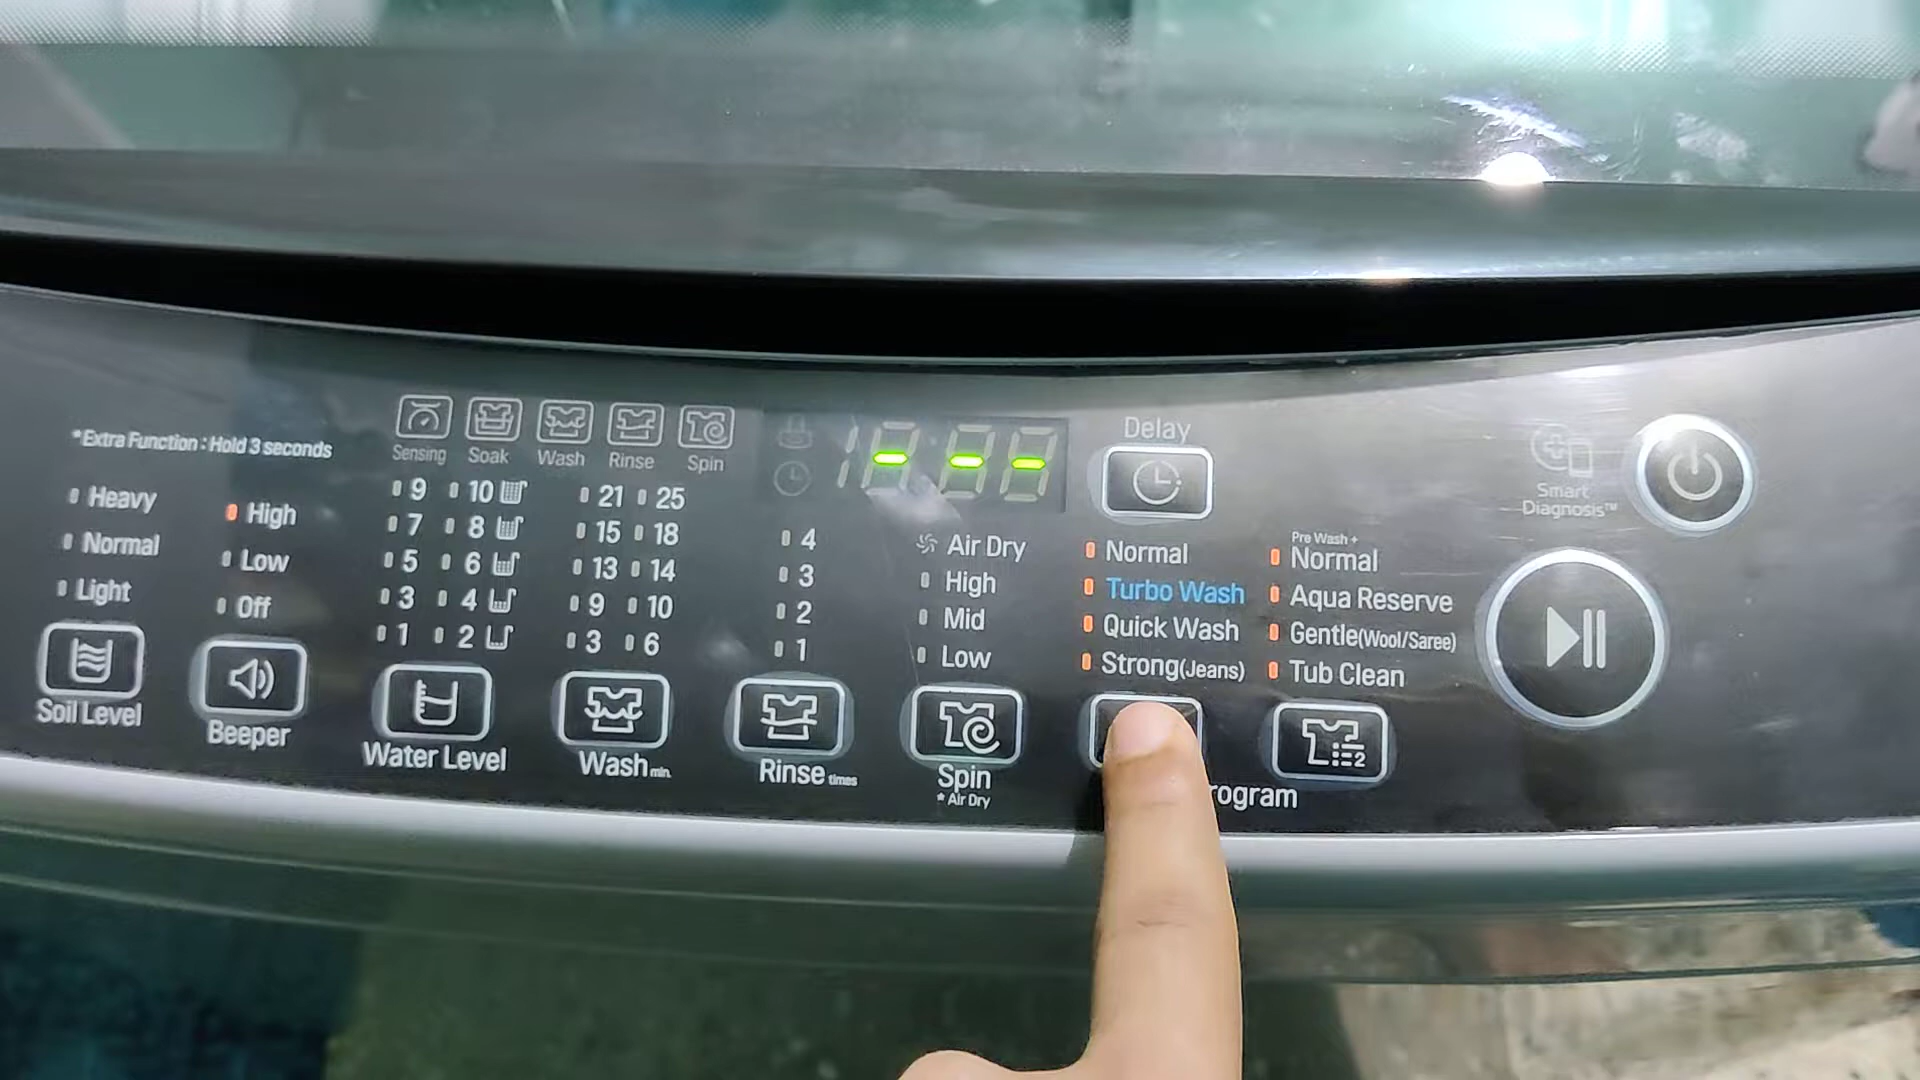 Delay
*Extra Function : Hold 3 seconds
Sensing Soak Wash Rinse Spin
Smart
Diagnosis™
Heavy
Normal
Light
Soil Level
High
Low
Off
Beeper
9 10
7 8
5 6
3 4
1 2
Water Level
21 25
15 18
13 14
9 10
3 6
Wash min.
4
3
2
1
Rinse times
Air Dry
High
Mid
Low
Spin
* Air Dry
Normal
Turbo Wash
Quick Wash
Strong(Jeans)
Pre Wash +
Normal
Aqua Reserve
Gentle(Wool/Saree)
Tub Clean
2
rogram